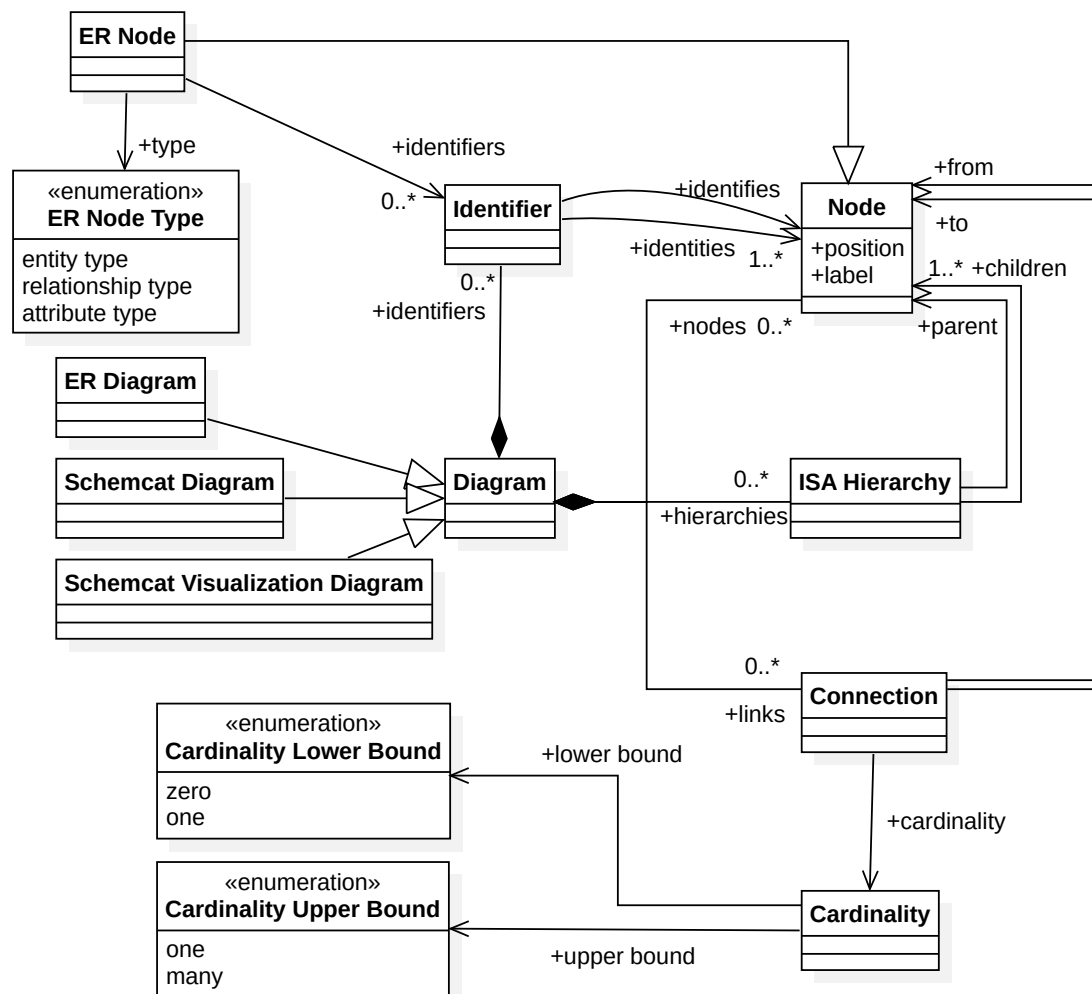 ER Node
+type
+identifiers
0..*
«enumeration»
ER Node Type
entity type
relationship type
attribute type
Identifier
0..*
+identifiers
+identifies
+identities
1..*
Node
+position
+label
+from
+to
1..* +children
+parent
+nodes 0..*
ER Diagram
Schemcat Diagram
Schemcat Visualization Diagram
Diagram
0..*
+hierarchies
ISA Hierarchy
0..*
+links
Connection
+cardinality
«enumeration»
Cardinality Lower Bound
zero
one
+lower bound
«enumeration»
Cardinality Upper Bound
one
many
+upper bound
Cardinality